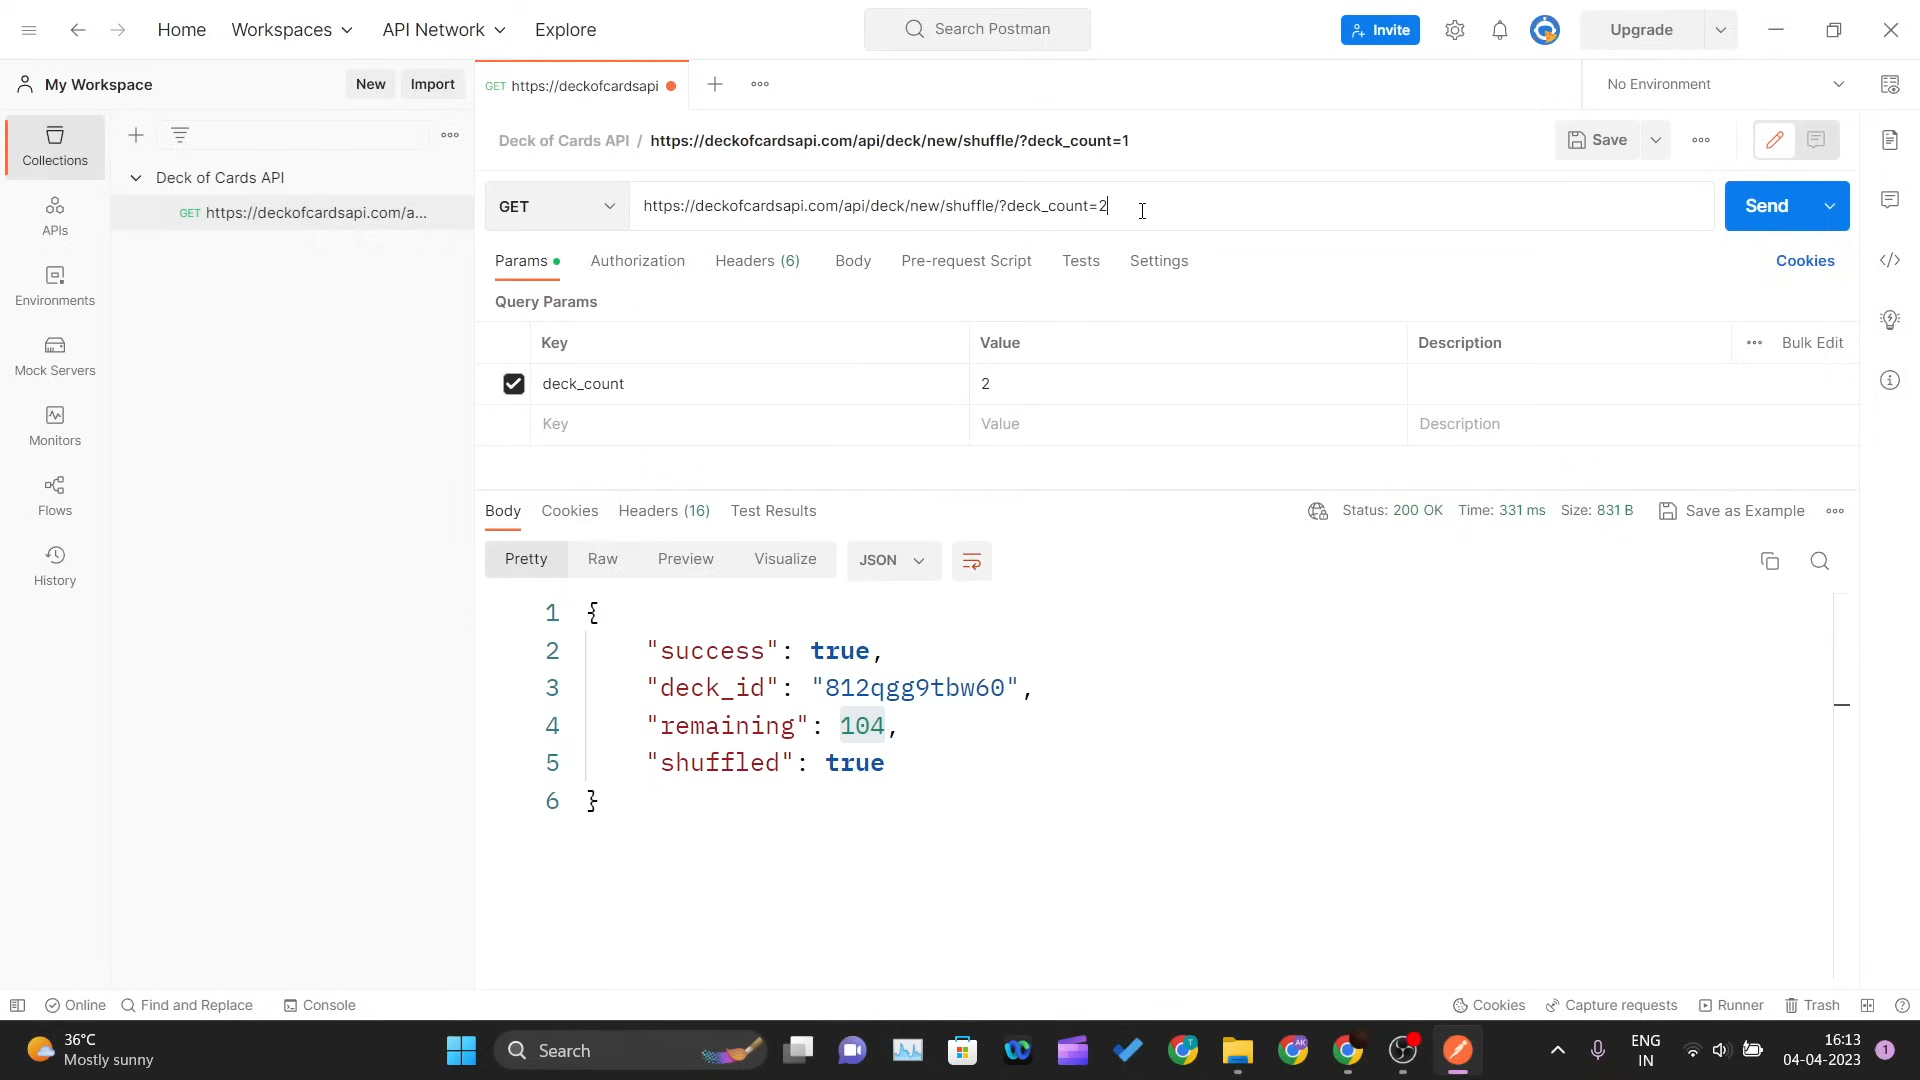 Home Workspaces API Network Explore Search Postman Invite Upgrade
My Workspace New Import GET https://deckofcardsapi No Environment
Collections
APIs
Environments
Mock Servers
Monitors
Flows
History
Deck of Cards API
GET https://deckofcardsapi.com/a...
Deck of Cards API / https://deckofcardsapi.com/api/deck/new/shuffle/?deck_count=1 Save
GET https://deckofcardsapi.com/api/deck/new/shuffle/?deck_count=2 Send
Params Authorization Headers (6) Body Pre-request Script Tests Settings Cookies
Query Params
Key Value Description Bulk Edit
deck_count 2
Key Value Description
Body Cookies Headers (16) Test Results Status: 200 OK Time: 331 ms Size: 831 B Save as Example
Pretty Raw Preview Visualize JSON
1 {
2 "success": true,
3 "deck_id": "812qgg9tbw60",
4 "remaining": 104,
5 "shuffled": true
6 }
Online Find and Replace Console Cookies Capture requests Runner Trash
36°C
Mostly sunny
Search
ENG
IN
16:13
04-04-2023
1